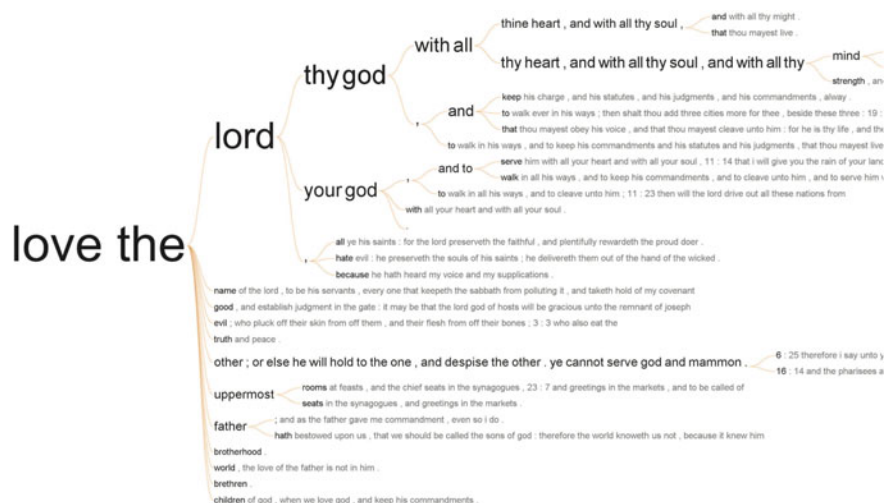 love the
lord
thy god
with all
thine heart , and with all thy soul ,
and with all thy might .
that thou mayest live .
thy heart , and with all thy soul , and with all thy
mind
strength , an
,
and
keep his charge , and his statutes , and his judgments , and his commandments , alway .
to walk ever in his ways ; then shalt thou add three cities more for thee , beside these three : 19 :
that thou mayest obey his voice , and that thou mayest cleave unto him : for he is thy life , and the
to walk in his ways , and to keep his commandments and his statutes and his judgments , that thou mayest live
your god
,
and to
serve him with all your heart and with all your soul , 11 : 14 that i will give you the rain of your land
walk in all his ways , and to keep his commandments , and to cleave unto him , and to serve him
to walk in all his ways , and to cleave unto him ; 11 : 23 then will the lord drive out all these nations from
with all your heart and with all your soul .
.
,
all ye his saints : for the lord preserveth the faithful , and plentifully rewardeth the proud doer .
hate evil : he preserveth the souls of his saints ; he delivereth them out of the hand of the wicked .
because he hath heard my voice and my supplications .
name of the lord , to be his servants , every one that keepeth the sabbath from polluting it , and taketh hold of my covenant
good , and establish judgment in the gate : it may be that the lord god of hosts will be gracious unto the remnant of joseph
evil ; who pluck off their skin from off them , and their flesh from off their bones ; 3 : 3 who also eat the
truth and peace .
other ; or else he will hold to the one , and despise the other . ye cannot serve god and mammon .
6 : 25 therefore i say unto y
16 : 14 and the pharisees a
uppermost
rooms at feasts , and the chief seats in the synagogues , 23 : 7 and greetings in the markets , and to be called of
seats in the synagogues , and greetings in the markets .
father
; and as the father gave me commandment , even so i do .
hath bestowed upon us , that we should be called the sons of god : therefore the world knoweth us not , because it knew him
brotherhood .
world , the love of the father is not in him .
brethren .
children of god , when we love god , and keep his commandments .